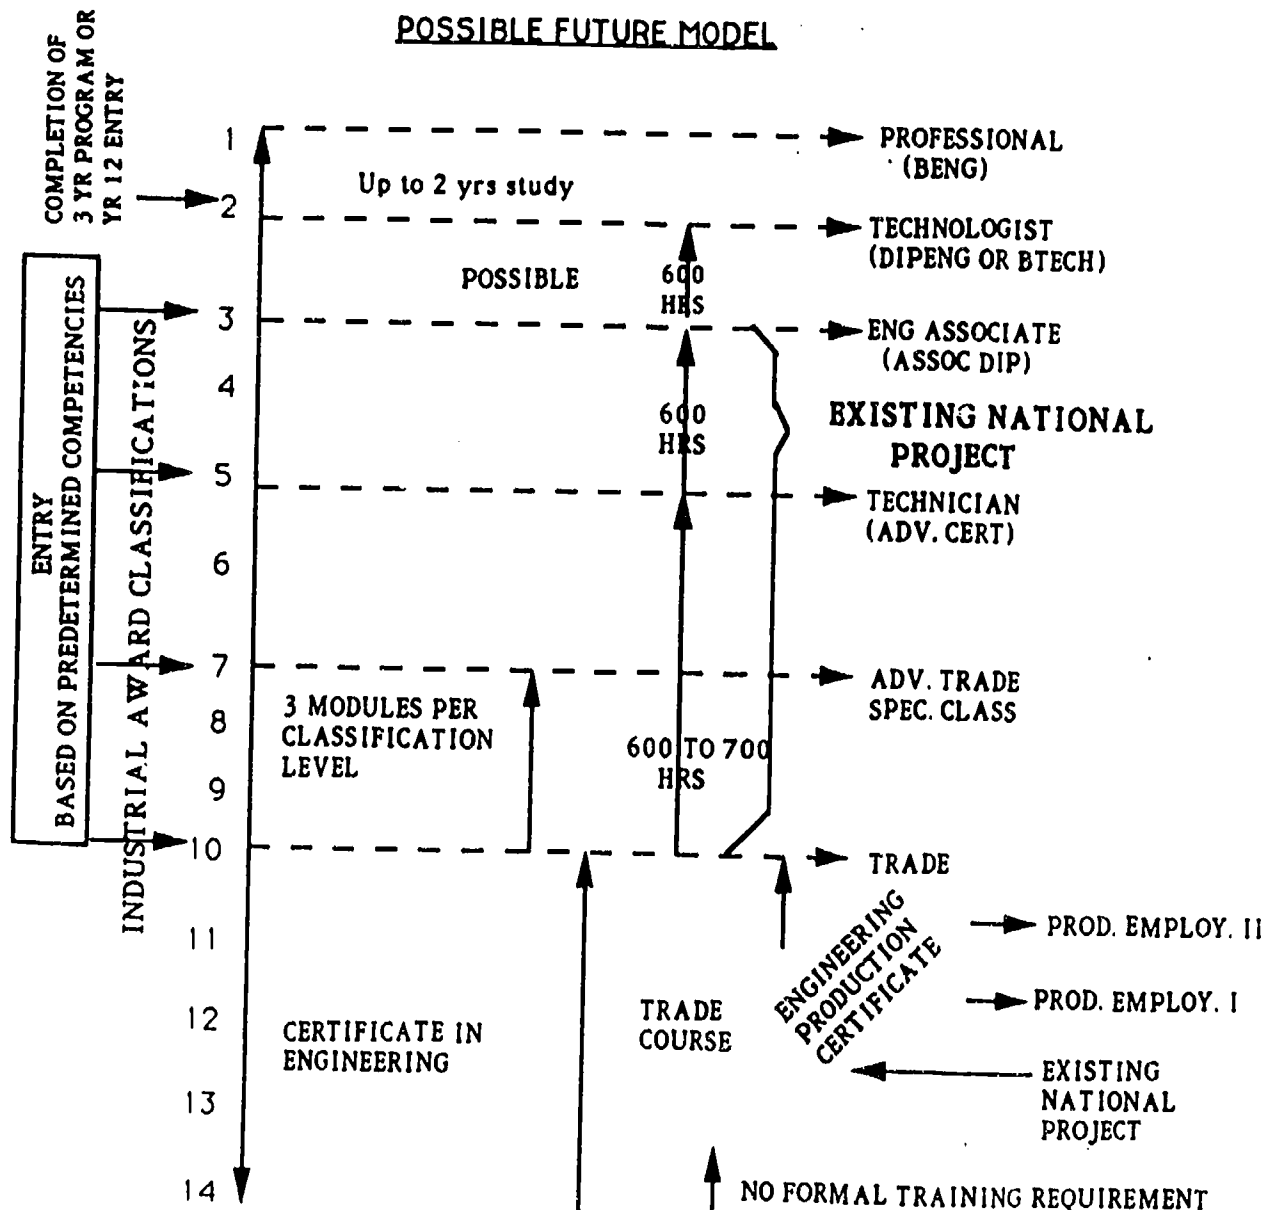 POSSIBLE FUTURE MODEL
COMPLETION OF
3 YR PROGRAM OR
YR 12 ENTRY
1
PROFESSIONAL
(BENG)
Up to 2 yrs study
2
TECHNOLOGIST
(DIPENG OR BTECH)
POSSIBLE
600
HRS
3
ENG ASSOCIATE
(ASSOC DIP)
4
600
HRS
EXISTING NATIONAL
PROJECT
5
TECHNICIAN
(ADV. CERT)
6
ENTRY
BASED ON PREDETERMINED COMPETENCIES
INDUSTRIAL AWARD CLASSIFICATIONS
7
ADV. TRADE
SPEC. CLASS
3 MODULES PER
CLASSIFICATION
LEVEL
8
600 TO 700
HRS
9
10
TRADE
11
ENGINEERING
PRODUCTION
CERTIFICATE
PROD. EMPLOY. II
12
PROD. EMPLOY. I
CERTIFICATE IN
ENGINEERING
TRADE
COURSE
EXISTING
NATIONAL
PROJECT
13
14
NO FORMAL TRAINING REQUIREMENT